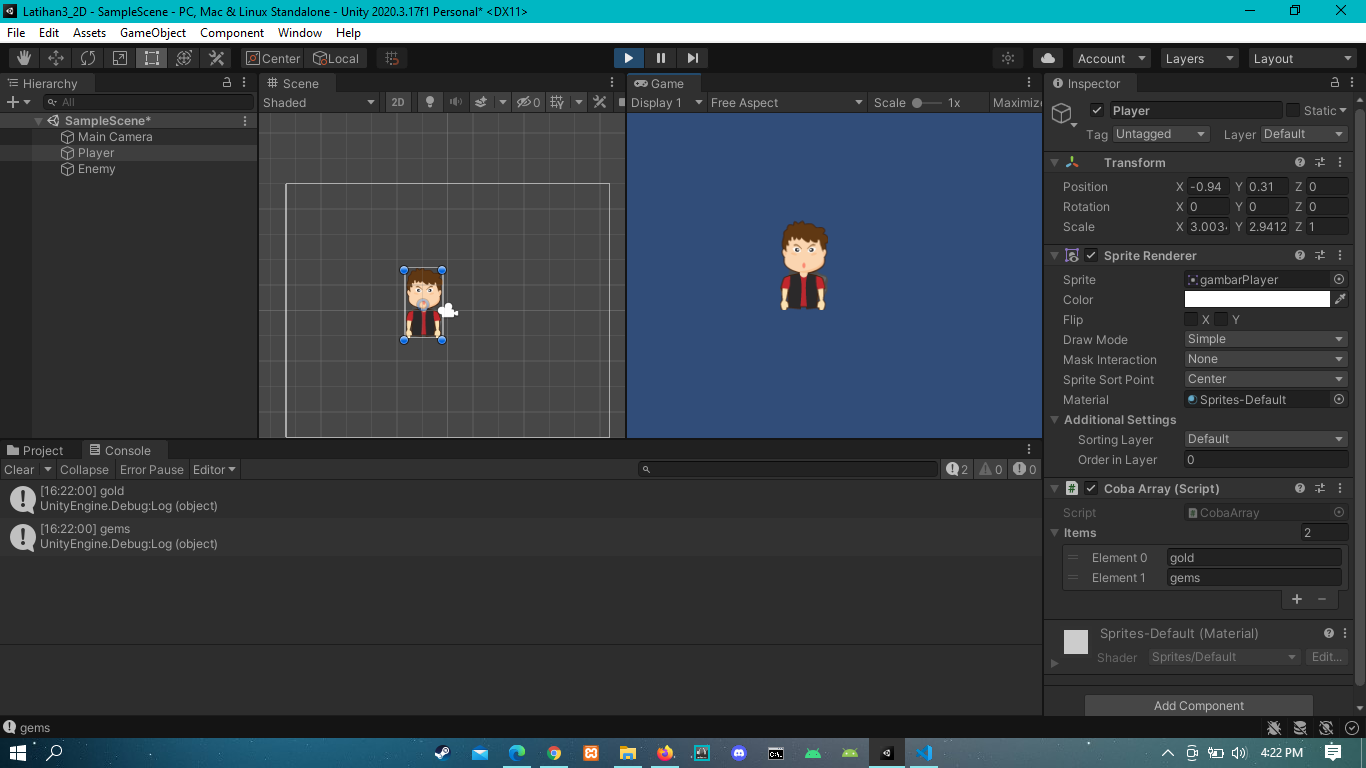 Latihan3_2D - SampleScene - PC, Mac & Linux Standalone - Unity 2020.3.17f1 Personal* <DX11>
File Edit Assets GameObject Component Window Help
Center Local Account Layers Layout
Hierarchy
All
SampleScene*
Main Camera
Player
Enemy
Scene
Shaded 2D 0
Game
Display 1 Free Aspect Scale 1x Maximize
Inspector
Player Static
Tag Untagged Layer Default
Transform
Position X -0.94 Y 0.31 Z 0
Rotation X 0 Y 0 Z 0
Scale X 3.003 Y 2.9412 Z 1
Sprite Renderer
Sprite gambarPlayer
Color
Flip X Y
Draw Mode Simple
Mask Interaction None
Sprite Sort Point Center
Material Sprites-Default
Additional Settings
Sorting Layer Default
Order in Layer 0
Coba Array (Script)
Script CobaArray
Items 2
Element 0 gold
Element 1 gems
Sprites-Default (Material)
Shader Sprites/Default Edit...
Add Component
Project Console
Clear Collapse Error Pause Editor 2 0 0
[16:22:00] gold
UnityEngine.Debug:Log (object)
[16:22:00] gems
UnityEngine.Debug:Log (object)
gems
4:22 PM